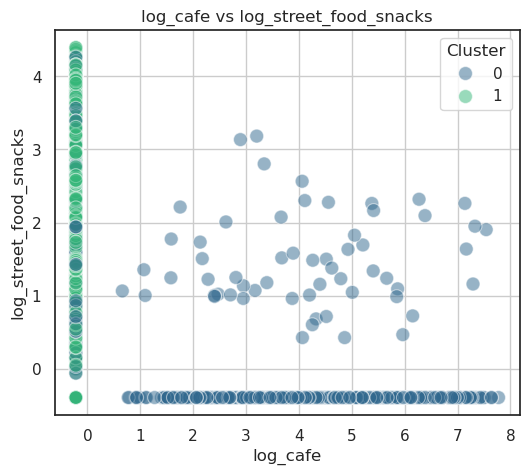 log_cafe vs log_street_food_snacks
Cluster
0
1
log_street_food_snacks
4
3
2
1
0
0 1 2 3 4 5 6 7 8
log_cafe